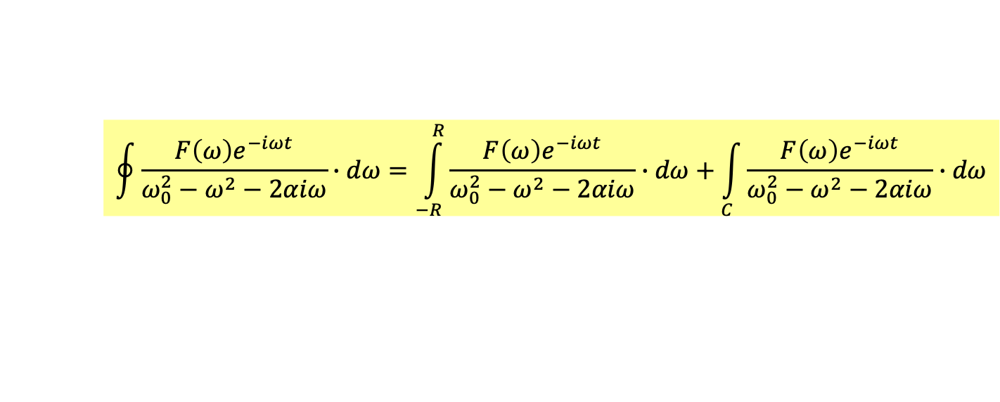 ∮ F(ω)e^{−iωt} / (ω₀² − ω² − 2αiω) · dω = ∫_{−R}^{R} F(ω)e^{−iωt} / (ω₀² − ω² − 2αiω) · dω + ∫_C F(ω)e^{−iωt} / (ω₀² − ω² − 2αiω) · dω